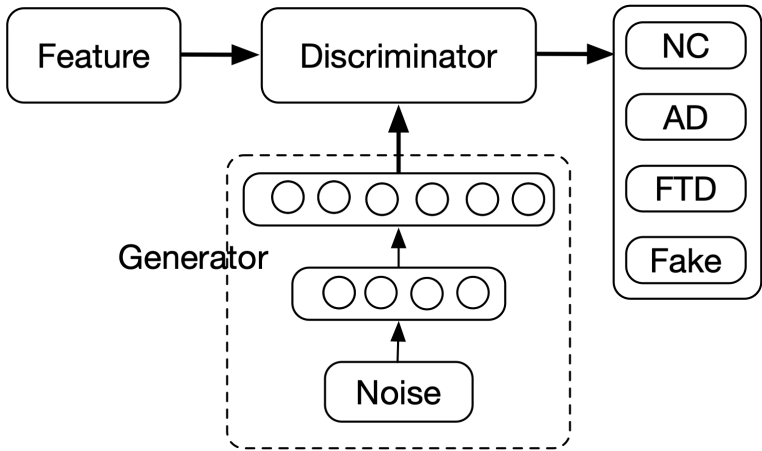 Feature
Discriminator
NC
AD
FTD
Fake
Generator
Noise